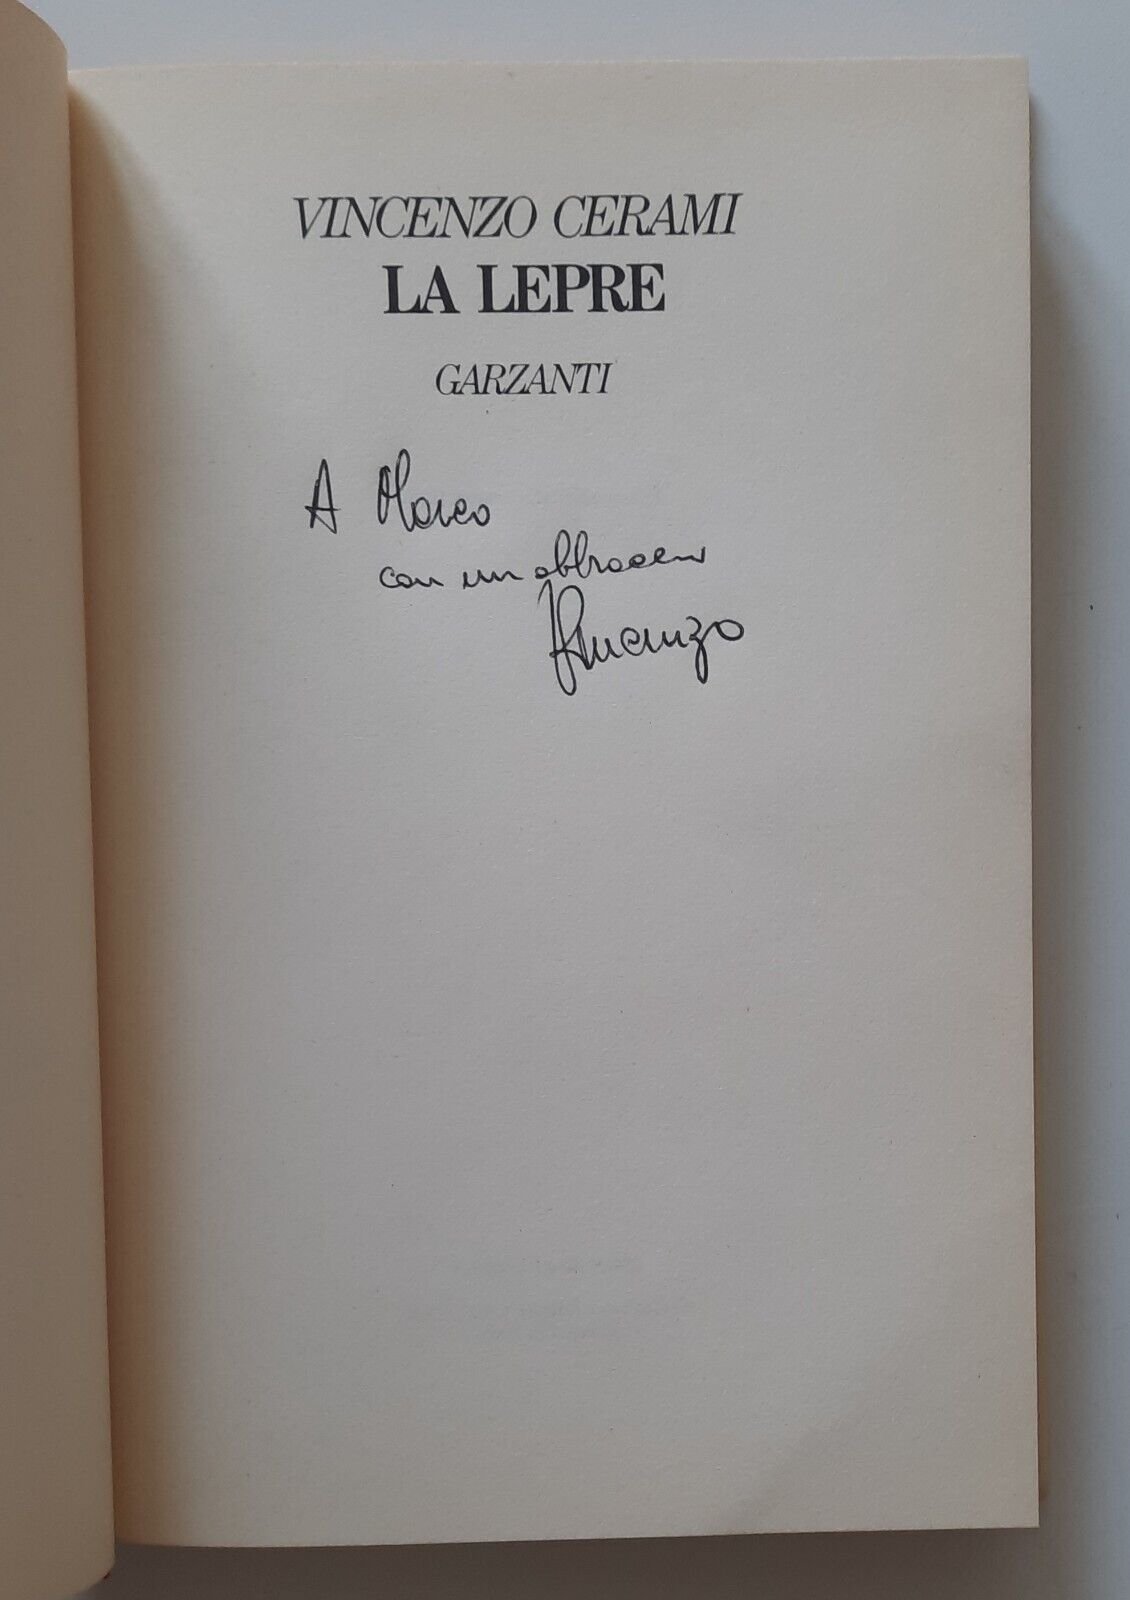 VINCENZO CERAMI
LA LEPRE
GARZANTI
A Marco
con un abbraccio
Vincenzo